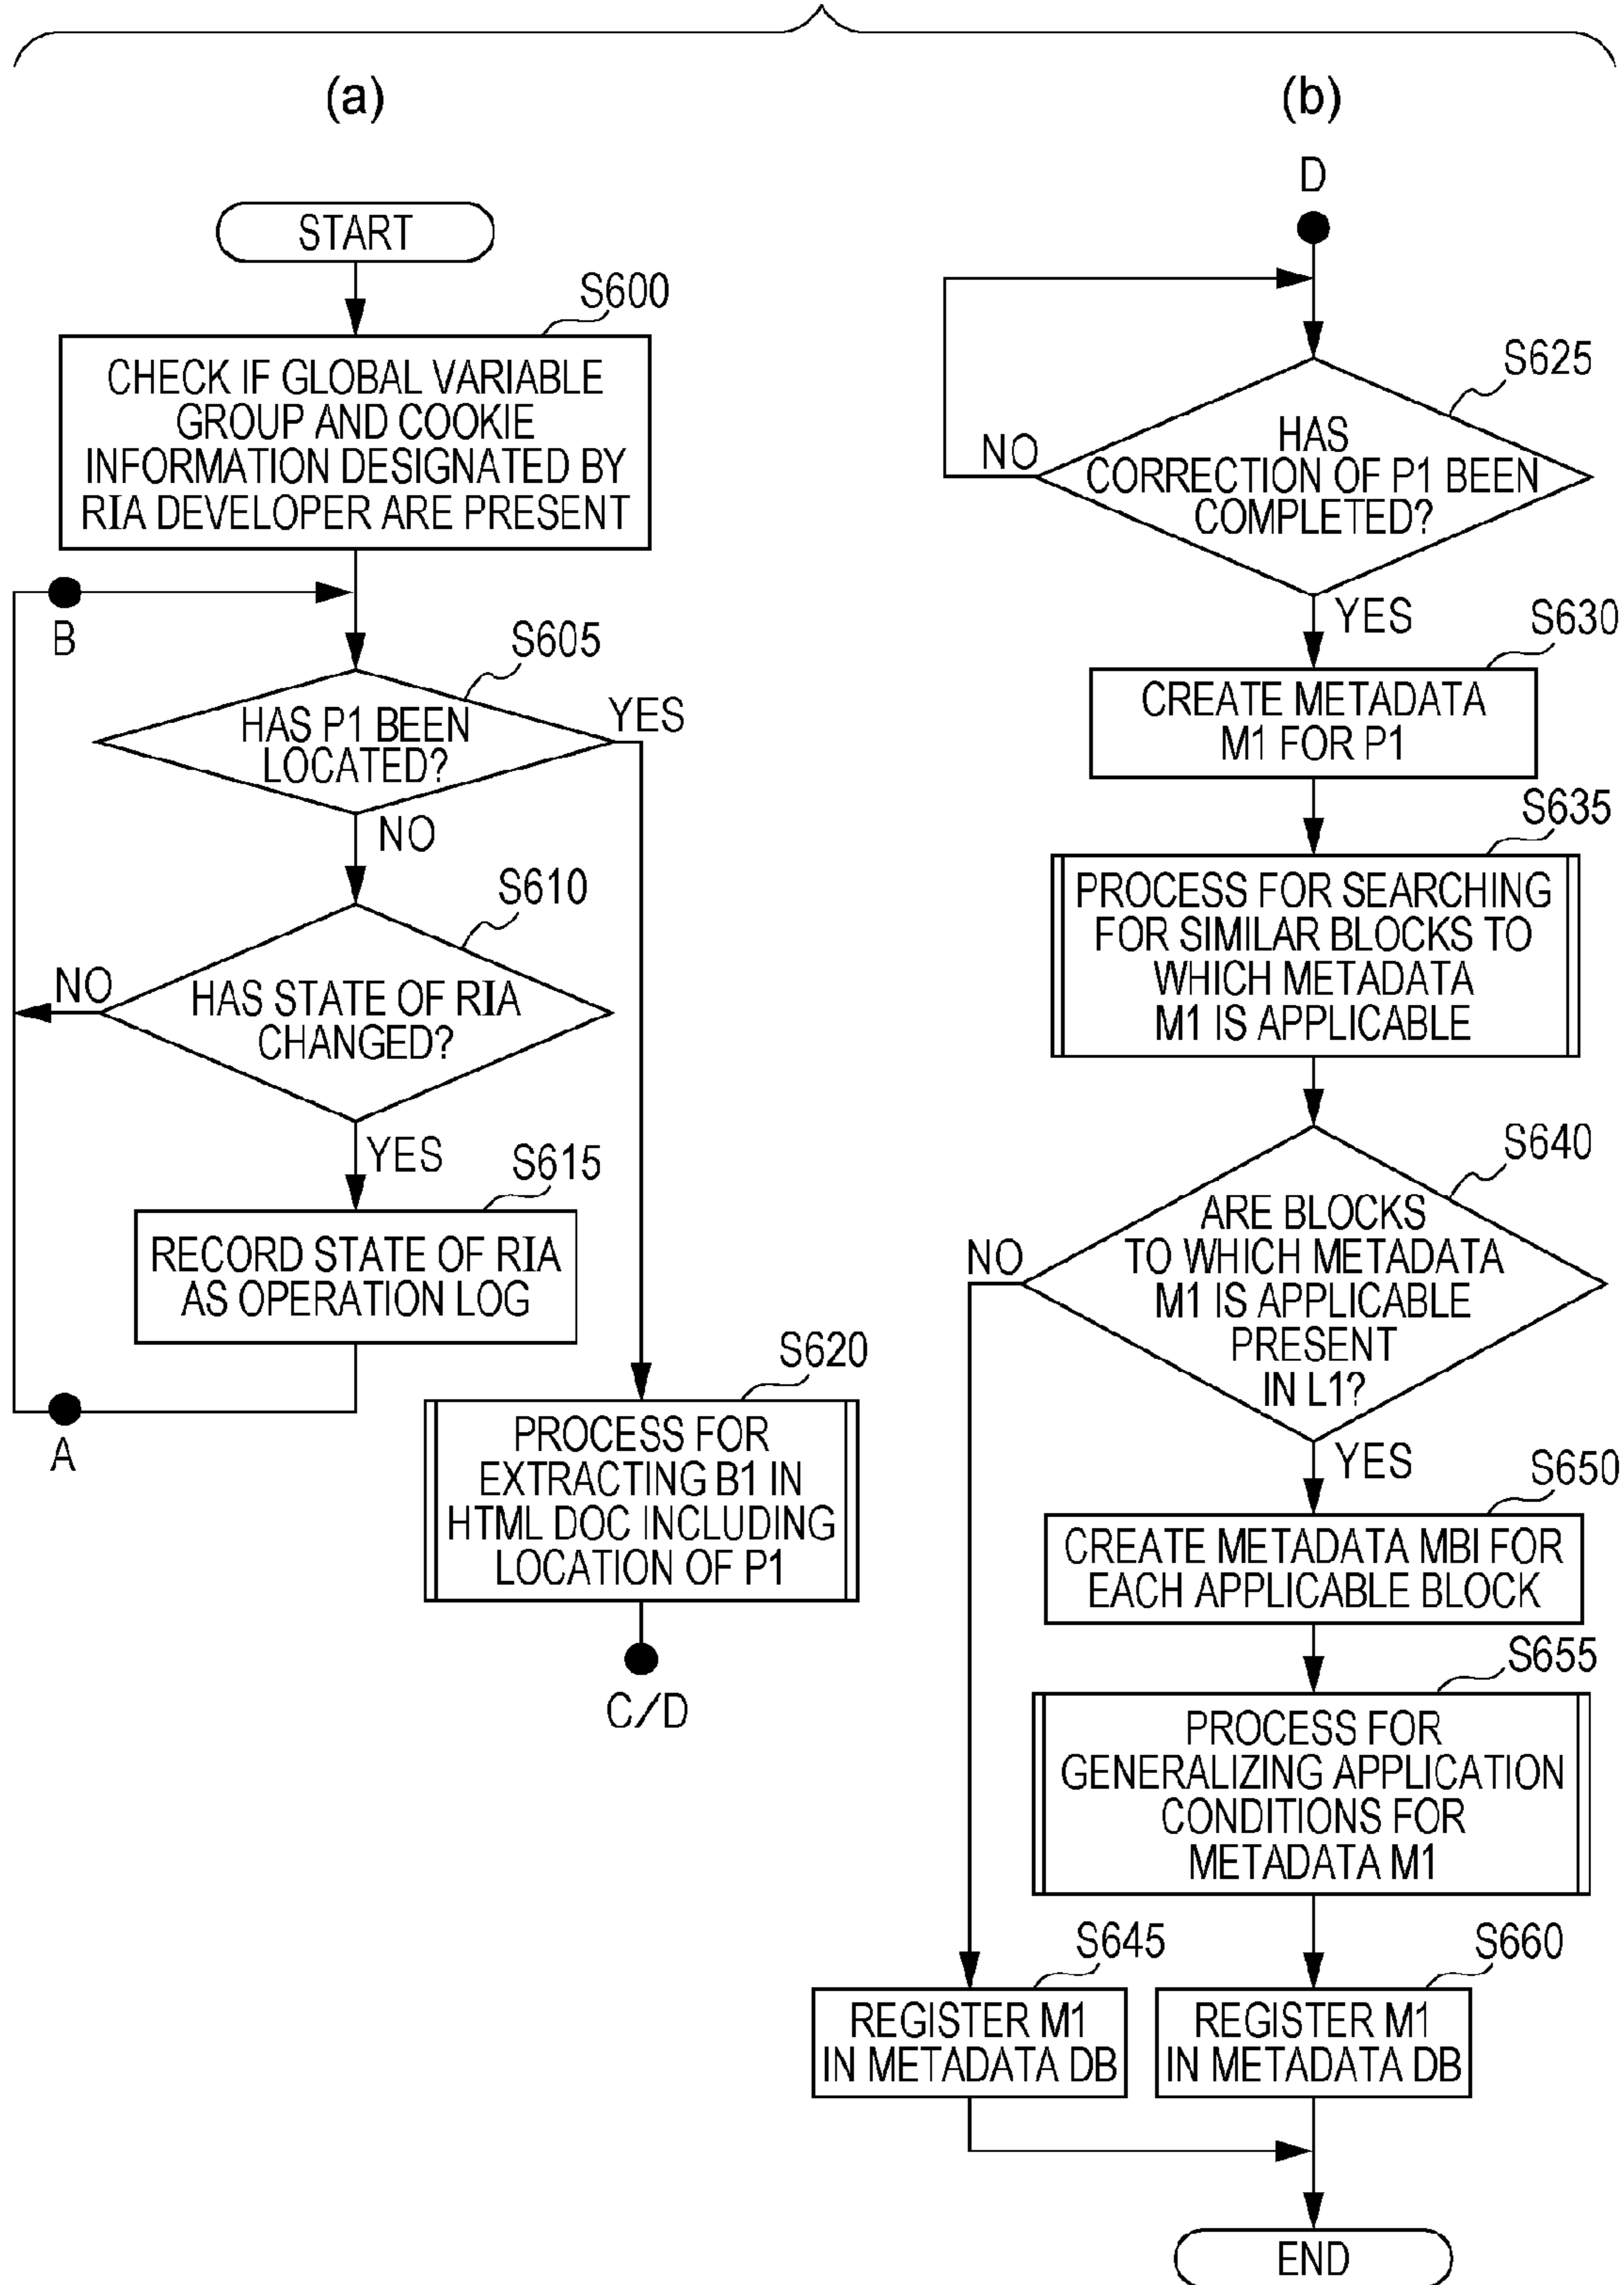 (a)
START
S600
CHECK IF GLOBAL VARIABLE
GROUP AND COOKIE
INFORMATION DESIGNATED BY
RIA DEVELOPER ARE PRESENT
B
S605
HAS P1 BEEN
LOCATED?
YES
NO
S610
HAS STATE OF RIA
CHANGED?
NO
YES
S615
RECORD STATE OF RIA
AS OPERATION LOG
A
S620
PROCESS FOR
EXTRACTING B1 IN
HTML DOC INCLUDING
LOCATION OF P1
C/D
(b)
D
S625
HAS
CORRECTION OF P1 BEEN
COMPLETED?
NO
YES
S630
CREATE METADATA
M1 FOR P1
S635
PROCESS FOR SEARCHING
FOR SIMILAR BLOCKS TO
WHICH METADATA
M1 IS APPLICABLE
S640
ARE BLOCKS
TO WHICH METADATA
M1 IS APPLICABLE
PRESENT
IN L1?
NO
YES
S650
CREATE METADATA MBI FOR
EACH APPLICABLE BLOCK
S655
PROCESS FOR
GENERALIZING APPLICATION
CONDITIONS FOR
METADATA M1
S645
REGISTER M1
IN METADATA DB
S660
REGISTER M1
IN METADATA DB
END